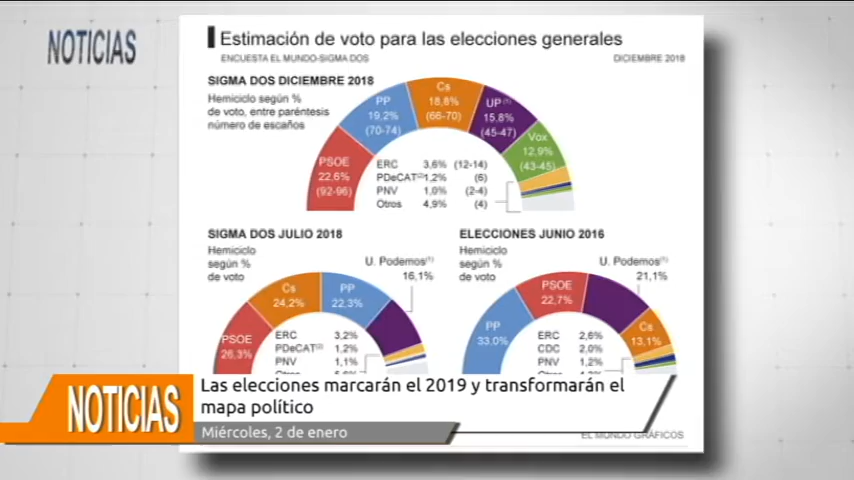 NOTICIAS
Estimación de voto para las elecciones generales
ENCUESTA EL MUNDO-SIGMA DOS
DICIEMBRE 2018
SIGMA DOS DICIEMBRE 2018
Hemiciclo según %
de voto, entre paréntesis
número de escaños
PSOE
22,6%
(92-96)
PP
19,2%
(70-74)
Cs
18,8%
(66-70)
UP (1)
15,8%
(45-47)
Vox
12,9%
(43-45)
ERC 3,6% (12-14)
PDeCAT(2) 1,2% (6)
PNV 1,0% (2-4)
Otros 4,9% (4)
SIGMA DOS JULIO 2018
Hemiciclo
según %
de voto
PSOE
26,3%
Cs
24,2%
PP
22,3%
U. Podemos(1)
16,1%
ERC 3,2%
PDeCAT(2) 1,2%
PNV 1,1%
ELECCIONES JUNIO 2016
Hemiciclo
según %
de voto
PP
33,0%
PSOE
22,7%
U. Podemos(1)
21,1%
Cs
13,1%
ERC 2,6%
CDC 2,0%
PNV 1,2%
NOTICIAS
Las elecciones marcarán el 2019 y transformarán el
mapa político
Miércoles, 2 de enero
EL MUNDO GRÁFICOS